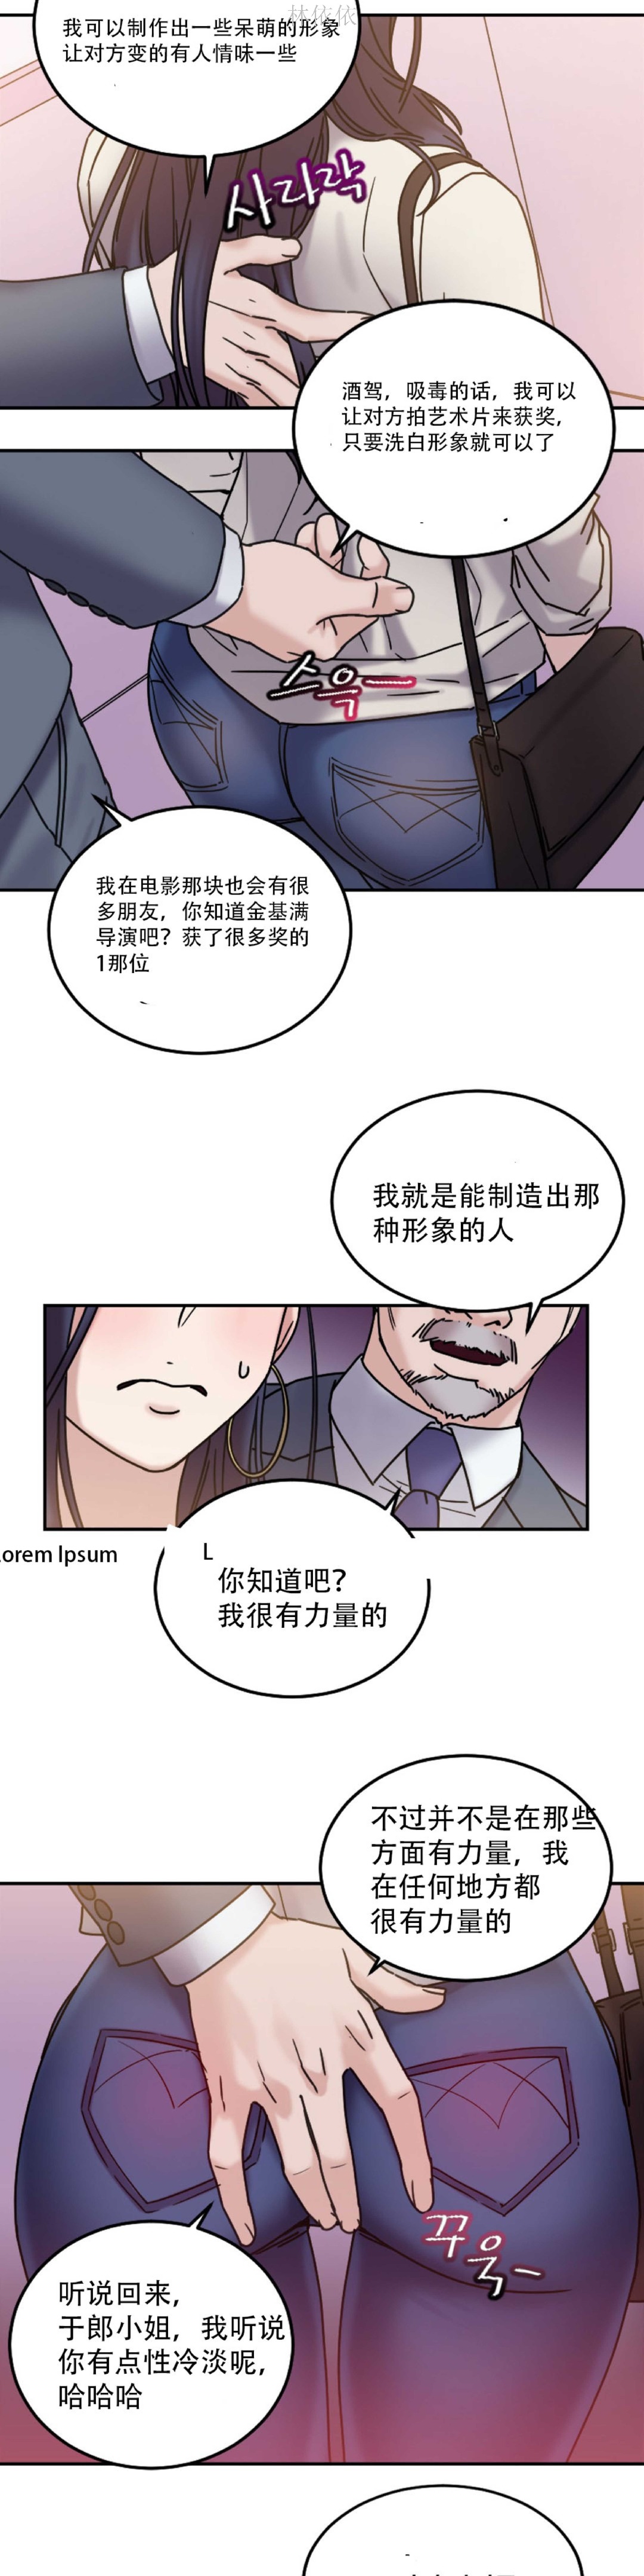 林依依
我可以制作出一些呆萌的形象
让对方变的有人情味一些
사라락
酒驾，吸毒的话，我可以
让对方拍艺术片来获奖，
只要洗白形象就可以了
스윽ー
我在电影那块也会有很
多朋友，你知道金基满
导演吧？获了很多奖的
1那位
我就是能制造出那
种形象的人
Lorem Ipsum
L
你知道吧？
我很有力量的
不过并不是在那些
方面有力量，我
在任何地方都
很有力量的
꾸욱~
听说回来，
于郎小姐，我听说
你有点性冷淡呢，
哈哈哈